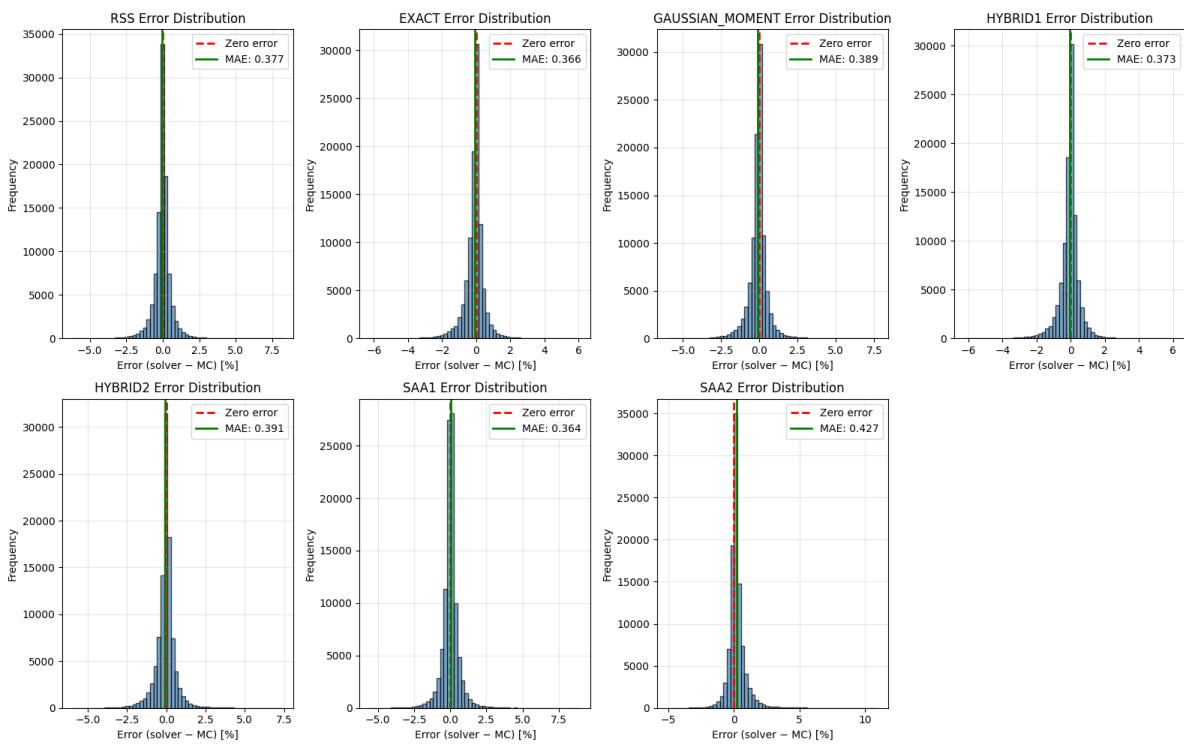 RSS Error Distribution
Zero error
MAE: 0.377
Frequency
35000
30000
25000
20000
15000
10000
5000
0
−5.0 −2.5 0.0 2.5 5.0 7.5
Error (solver − MC) [%]
EXACT Error Distribution
Zero error
MAE: 0.366
Frequency
30000
25000
20000
15000
10000
5000
0
−6 −4 −2 0 2 4 6
Error (solver − MC) [%]
GAUSSIAN_MOMENT Error Distribution
Zero error
MAE: 0.389
Frequency
30000
25000
20000
15000
10000
5000
0
−5.0 −2.5 0.0 2.5 5.0 7.5
Error (solver − MC) [%]
HYBRID1 Error Distribution
Zero error
MAE: 0.373
Frequency
30000
25000
20000
15000
10000
5000
0
−6 −4 −2 0 2 4 6
Error (solver − MC) [%]
HYBRID2 Error Distribution
Zero error
MAE: 0.391
Frequency
30000
25000
20000
15000
10000
5000
0
−5.0 −2.5 0.0 2.5 5.0 7.5
Error (solver − MC) [%]
SAA1 Error Distribution
Zero error
MAE: 0.364
Frequency
25000
20000
15000
10000
5000
0
−5.0 −2.5 0.0 2.5 5.0 7.5
Error (solver − MC) [%]
SAA2 Error Distribution
Zero error
MAE: 0.427
Frequency
35000
30000
25000
20000
15000
10000
5000
0
−5 0 5 10
Error (solver − MC) [%]